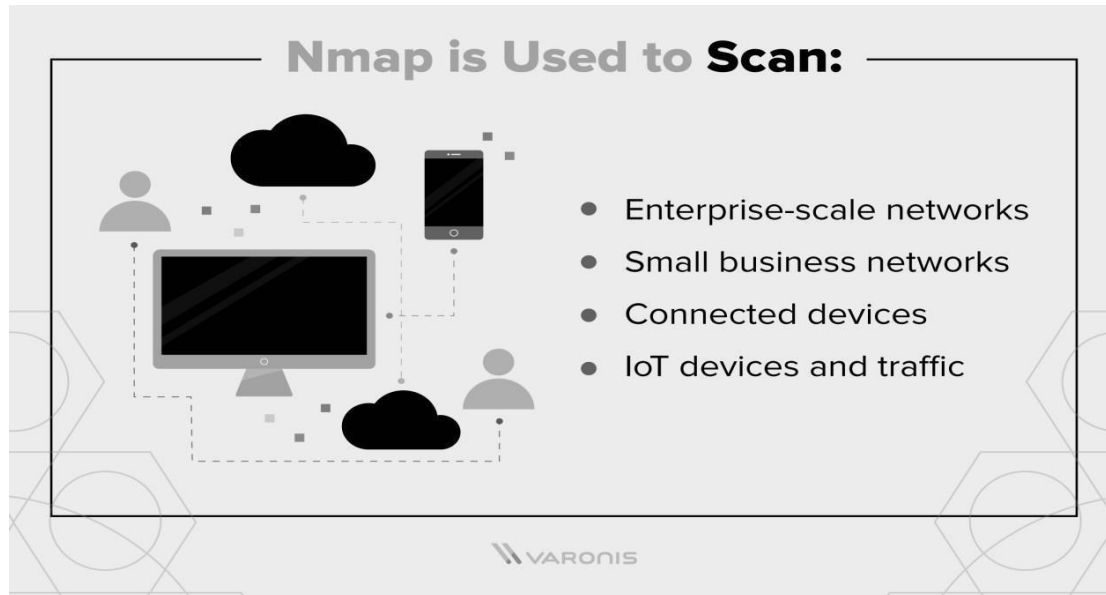 Nmap is Used to Scan:
Enterprise-scale networks
Small business networks
Connected devices
IoT devices and traffic
VARONIS